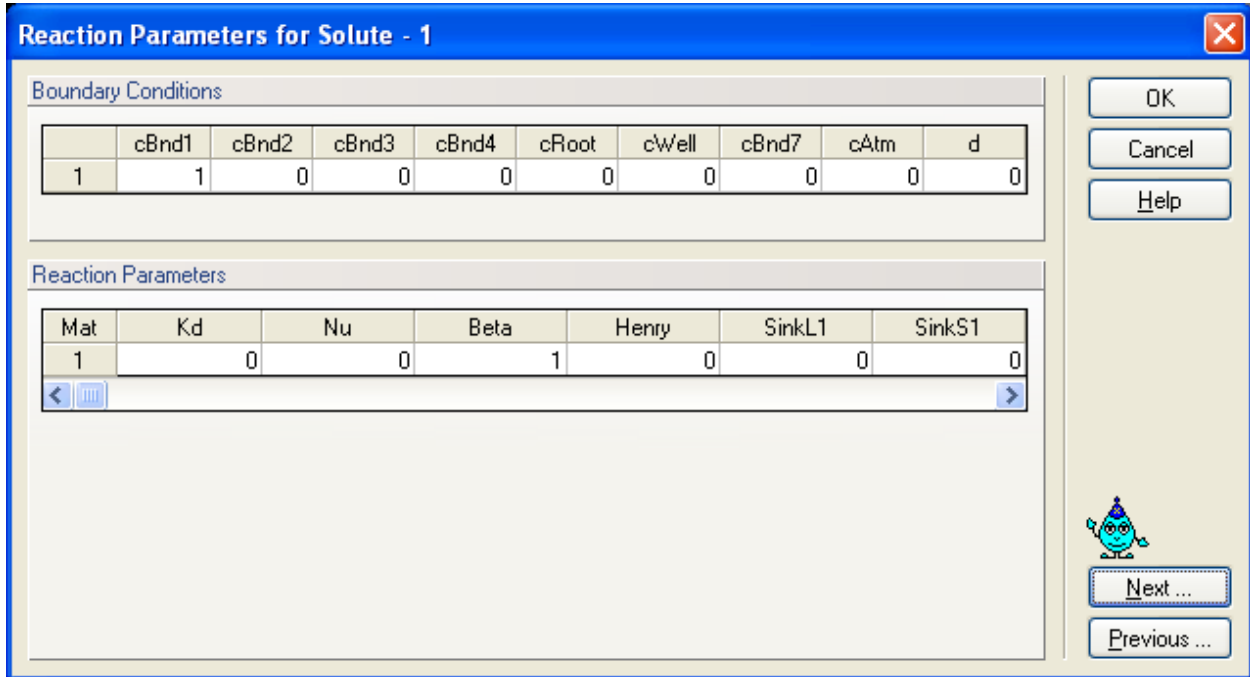 Reaction Parameters for Solute - 1
Boundary Conditions
cBnd1 cBnd2 cBnd3 cBnd4 cRoot cWell cBnd7 cAtm d
1 1 0 0 0 0 0 0 0 0
Reaction Parameters
Mat Kd Nu Beta Henry SinkL1 SinkS1
1 0 0 1 0 0 0
OK
Cancel
Help
Next ...
Previous ...